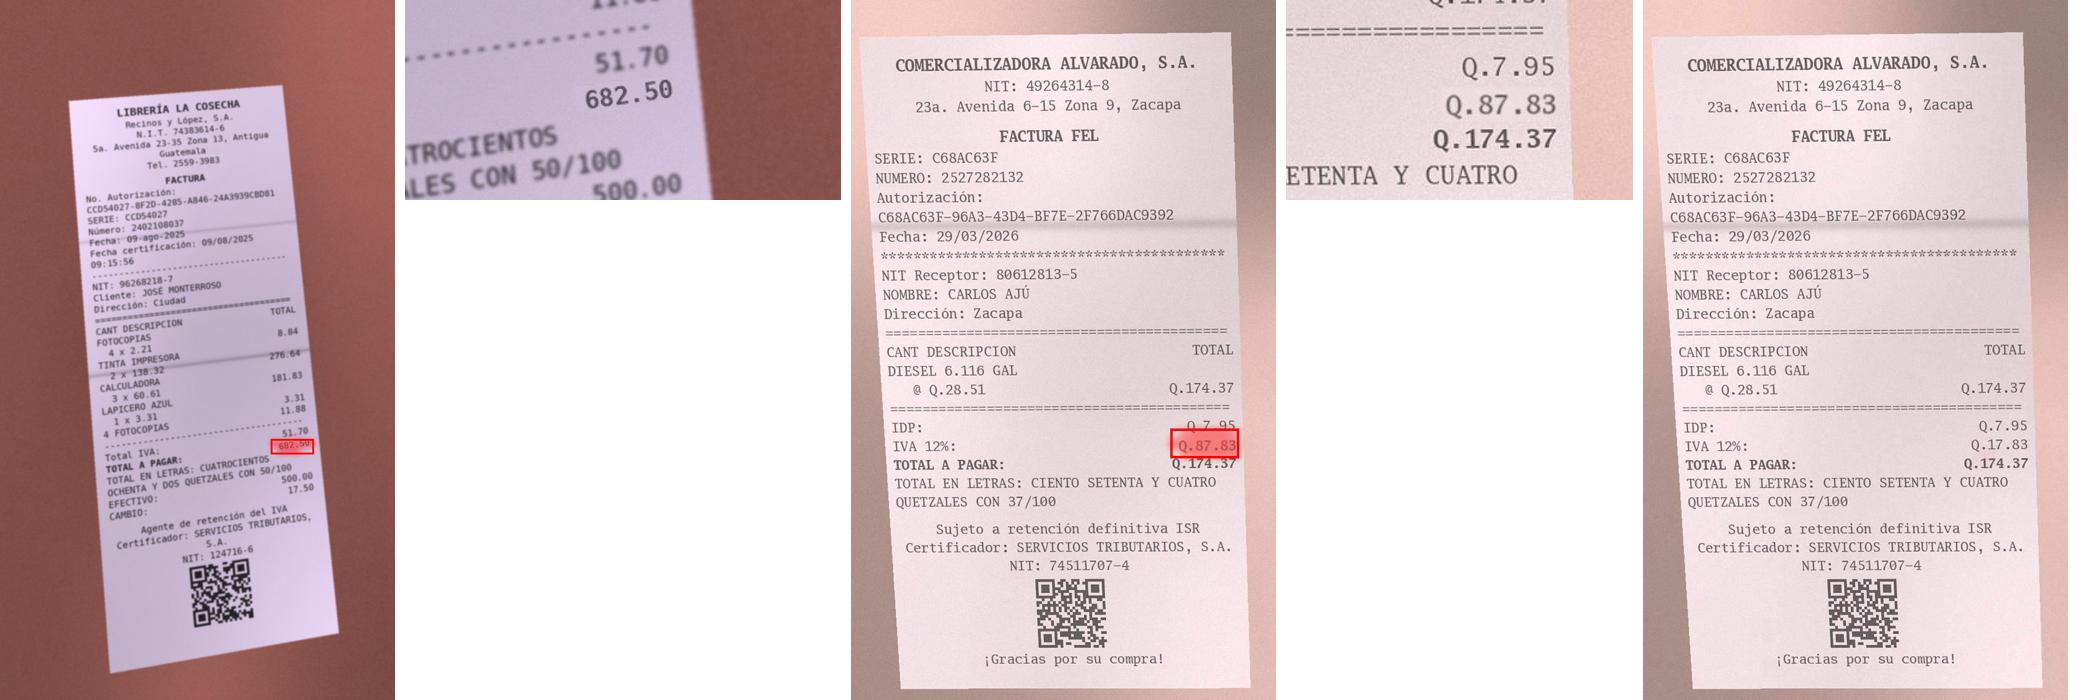 LIBRERÍA LA COSECHA
Recinos y López, S.A.
N.I.T. 74383614-6
5a. Avenida 23-35 Zona 13, Antigua
Guatemala
Tel. 2559-3983
FACTURA
No. Autorización:
CCD54027-8F2D-4285-A846-24A3939CBD81
SERIE: CCD54027
Número: 2402108037
Fecha: 09-ago-2025
Fecha certificación: 09/08/2025
09:15:56
------------------------------------
NIT: 96268218-7
Cliente: JOSÉ MONTERROSO
Dirección: Ciudad
====================================
CANT DESCRIPCION TOTAL
FOTOCOPIAS
4 x 2.21 8.84
TINTA IMPRESORA
2 x 138.32 276.64
CALCULADORA
3 x 60.61 181.83
LAPICERO AZUL
1 x 3.31 3.31
4 FOTOCOPIAS 11.88
------------------------------------
Total IVA: 51.70
TOTAL A PAGAR: 682.50
TOTAL EN LETRAS: CUATROCIENTOS
OCHENTA Y DOS QUETZALES CON 50/100
EFECTIVO: 500.00
CAMBIO: 17.50
Agente de retención del IVA
Certificador: SERVICIOS TRIBUTARIOS,
S.A.
NIT: 124716-6
51.70
682.50
TROCIENTOS
ALES CON 50/100
500.00
COMERCIALIZADORA ALVARADO, S.A.
NIT: 49264314-8
23a. Avenida 6-15 Zona 9, Zacapa
FACTURA FEL
SERIE: C68AC63F
NUMERO: 2527282132
Autorización:
C68AC63F-96A3-43D4-BF7E-2F766DAC9392
Fecha: 29/03/2026
*******************************************
NIT Receptor: 80612813-5
NOMBRE: CARLOS AJÚ
Dirección: Zacapa
===========================================
CANT DESCRIPCION TOTAL
DIESEL 6.116 GAL
@ Q.28.51 Q.174.37
===========================================
IDP: Q.7.95
IVA 12%: Q.87.83
TOTAL A PAGAR: Q.174.37
TOTAL EN LETRAS: CIENTO SETENTA Y CUATRO
QUETZALES CON 37/100
Sujeto a retención definitiva ISR
Certificador: SERVICIOS TRIBUTARIOS, S.A.
NIT: 74511707-4
¡Gracias por su compra!
Q.7.95
Q.87.83
Q.174.37
ETENTA Y CUATRO
COMERCIALIZADORA ALVARADO, S.A.
NIT: 49264314-8
23a. Avenida 6-15 Zona 9, Zacapa
FACTURA FEL
SERIE: C68AC63F
NUMERO: 2527282132
Autorización:
C68AC63F-96A3-43D4-BF7E-2F766DAC9392
Fecha: 29/03/2026
*******************************************
NIT Receptor: 80612813-5
NOMBRE: CARLOS AJÚ
Dirección: Zacapa
===========================================
CANT DESCRIPCION TOTAL
DIESEL 6.116 GAL
@ Q.28.51 Q.174.37
===========================================
IDP: Q.7.95
IVA 12%: Q.17.83
TOTAL A PAGAR: Q.174.37
TOTAL EN LETRAS: CIENTO SETENTA Y CUATRO
QUETZALES CON 37/100
Sujeto a retención definitiva ISR
Certificador: SERVICIOS TRIBUTARIOS, S.A.
NIT: 74511707-4
¡Gracias por su compra!